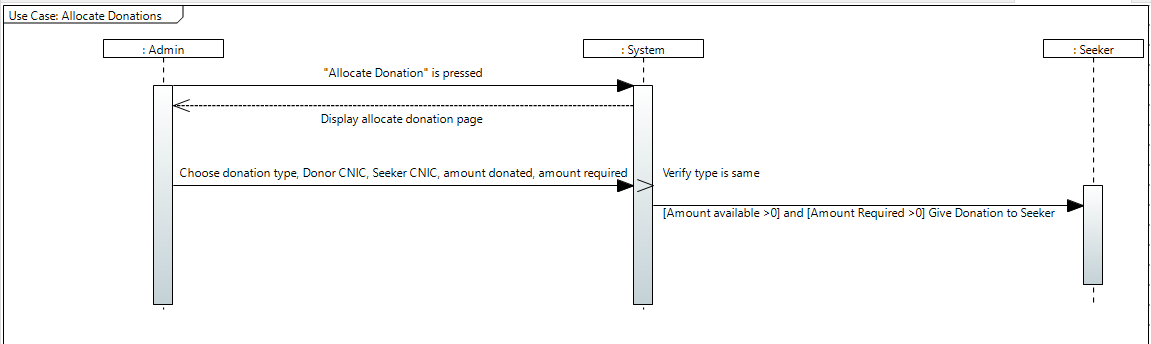 Use Case: Allocate Donations
: Admin
: System
: Seeker
"Allocate Donation" is pressed
Display allocate donation page
Choose donation type, Donor CNIC, Seeker CNIC, amount donated, amount required
Verify type is same
[Amount available >0] and [Amount Required >0] Give Donation to Seeker